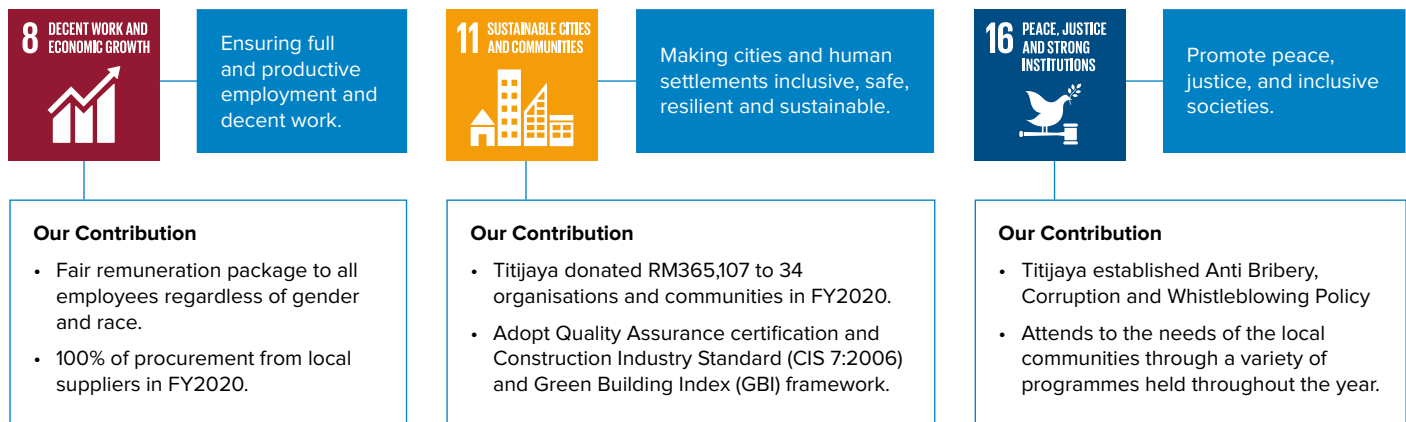 8 DECENT WORK AND
ECONOMIC GROWTH
Ensuring full
and productive
employment and
decent work.
Our Contribution
• Fair remuneration package to all
employees regardless of gender
and race.
• 100% of procurement from local
suppliers in FY2020.
11 SUSTAINABLE CITIES
AND COMMUNITIES
Making cities and human
settlements inclusive, safe,
resilient and sustainable.
Our Contribution
• Titijaya donated RM365,107 to 34
organisations and communities in FY2020.
• Adopt Quality Assurance certification and
Construction Industry Standard (CIS 7:2006)
and Green Building Index (GBI) framework.
16 PEACE, JUSTICE
AND STRONG
INSTITUTIONS
Promote peace,
justice, and inclusive
societies.
Our Contribution
• Titijaya established Anti Bribery,
Corruption and Whistleblowing Policy
• Attends to the needs of the local
communities through a variety of
programmes held throughout the year.